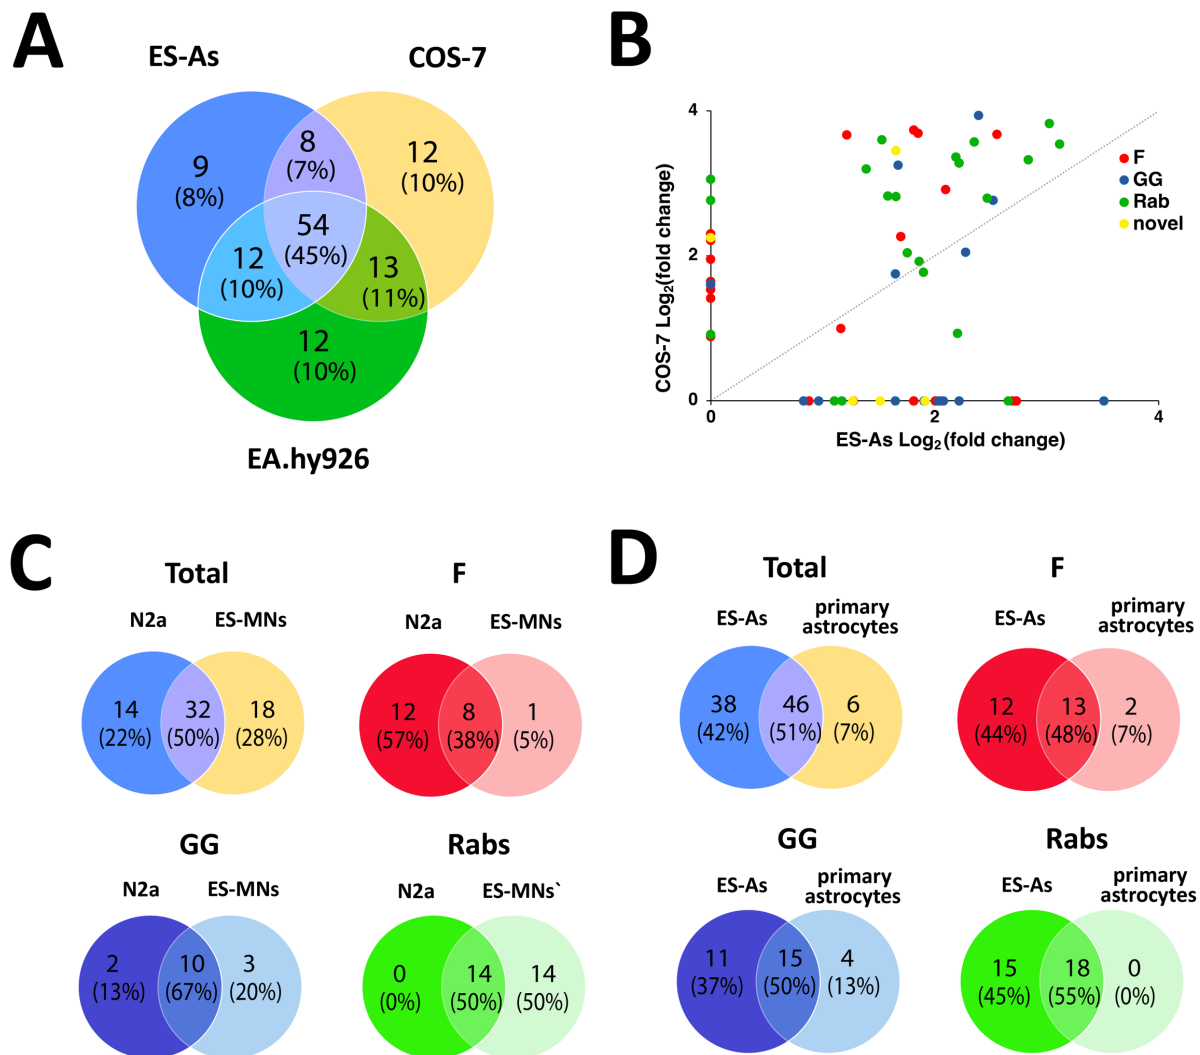 A
ES-As
COS-7
9
(8%)
8
(7%)
12
(10%)
54
(45%)
12
(10%)
13
(11%)
12
(10%)
EA.hy926
B
COS-7 Log2(fold change)
4
2
0
0
2
4
ES-As Log2(fold change)
F
GG
Rab
novel
C
Total
N2a
ES-MNs
14
(22%)
32
(50%)
18
(28%)
F
N2a
ES-MNs
12
(57%)
8
(38%)
1
(5%)
GG
N2a
ES-MNs
2
(13%)
10
(67%)
3
(20%)
Rabs
N2a
ES-MNs`
0
(0%)
14
(50%)
14
(50%)
D
Total
ES-As
primary
astrocytes
38
(42%)
46
(51%)
6
(7%)
F
ES-As
primary
astrocytes
12
(44%)
13
(48%)
2
(7%)
GG
ES-As
primary
astrocytes
11
(37%)
15
(50%)
4
(13%)
Rabs
ES-As
primary
astrocytes
15
(45%)
18
(55%)
0
(0%)